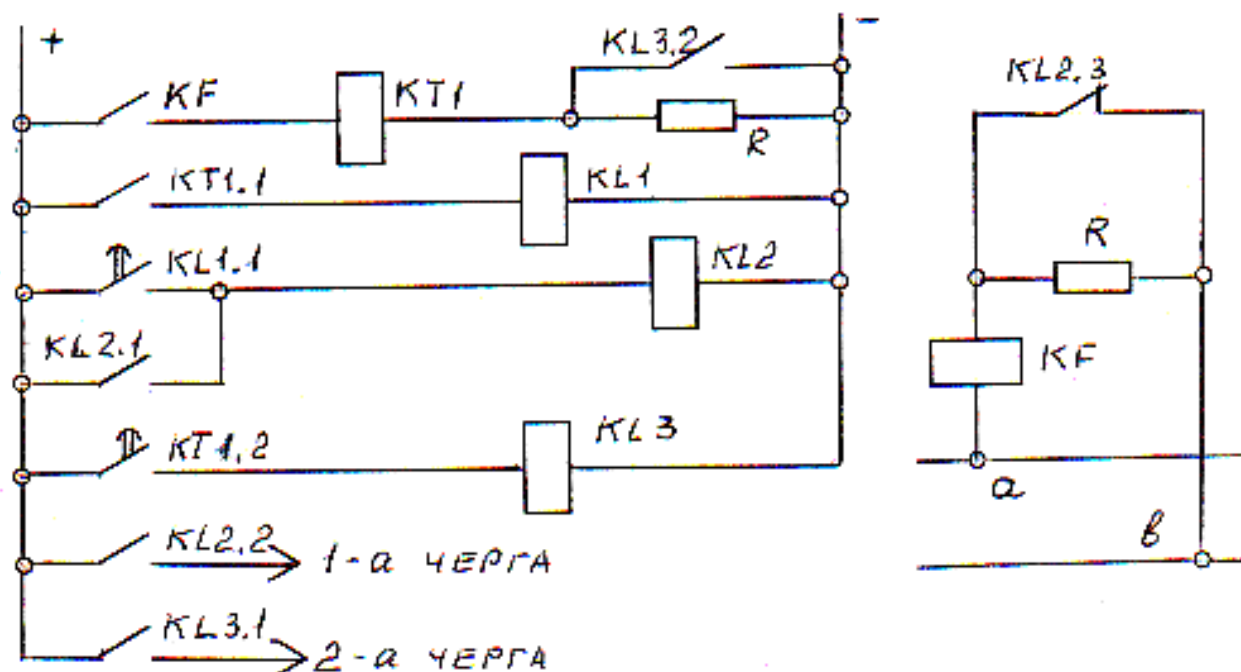 +
-
KL3.2
KF
KT1
R
KT1.1
KL1
KL1.1
KL2
KL2.1
KT1.2
KL3
KL2.2
1-а ЧЕРГА
KL3.1
2-а ЧЕРГА
KL2.3
R
KF
a
в